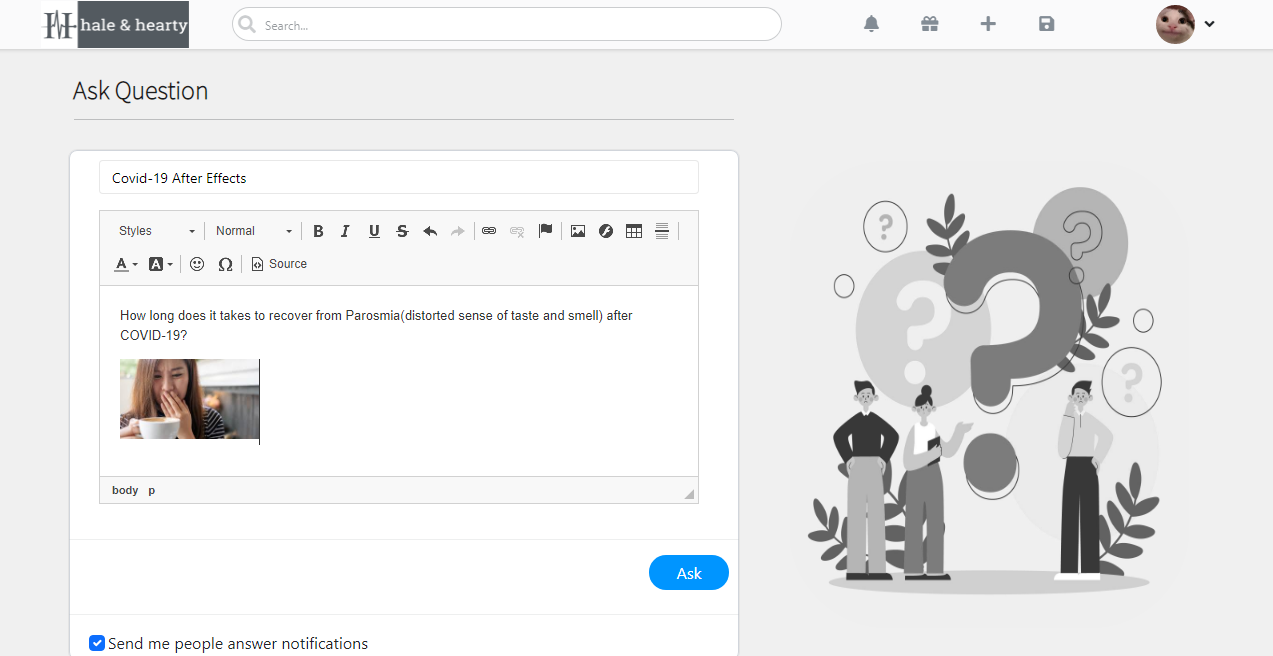 hale & hearty
Search...
Ask Question
Covid-19 After Effects
Styles Normal B I U S
A A Ω Source
How long does it takes to recover from Parosmia(distorted sense of taste and smell) after
COVID-19?
body p
Ask
Send me people answer notifications